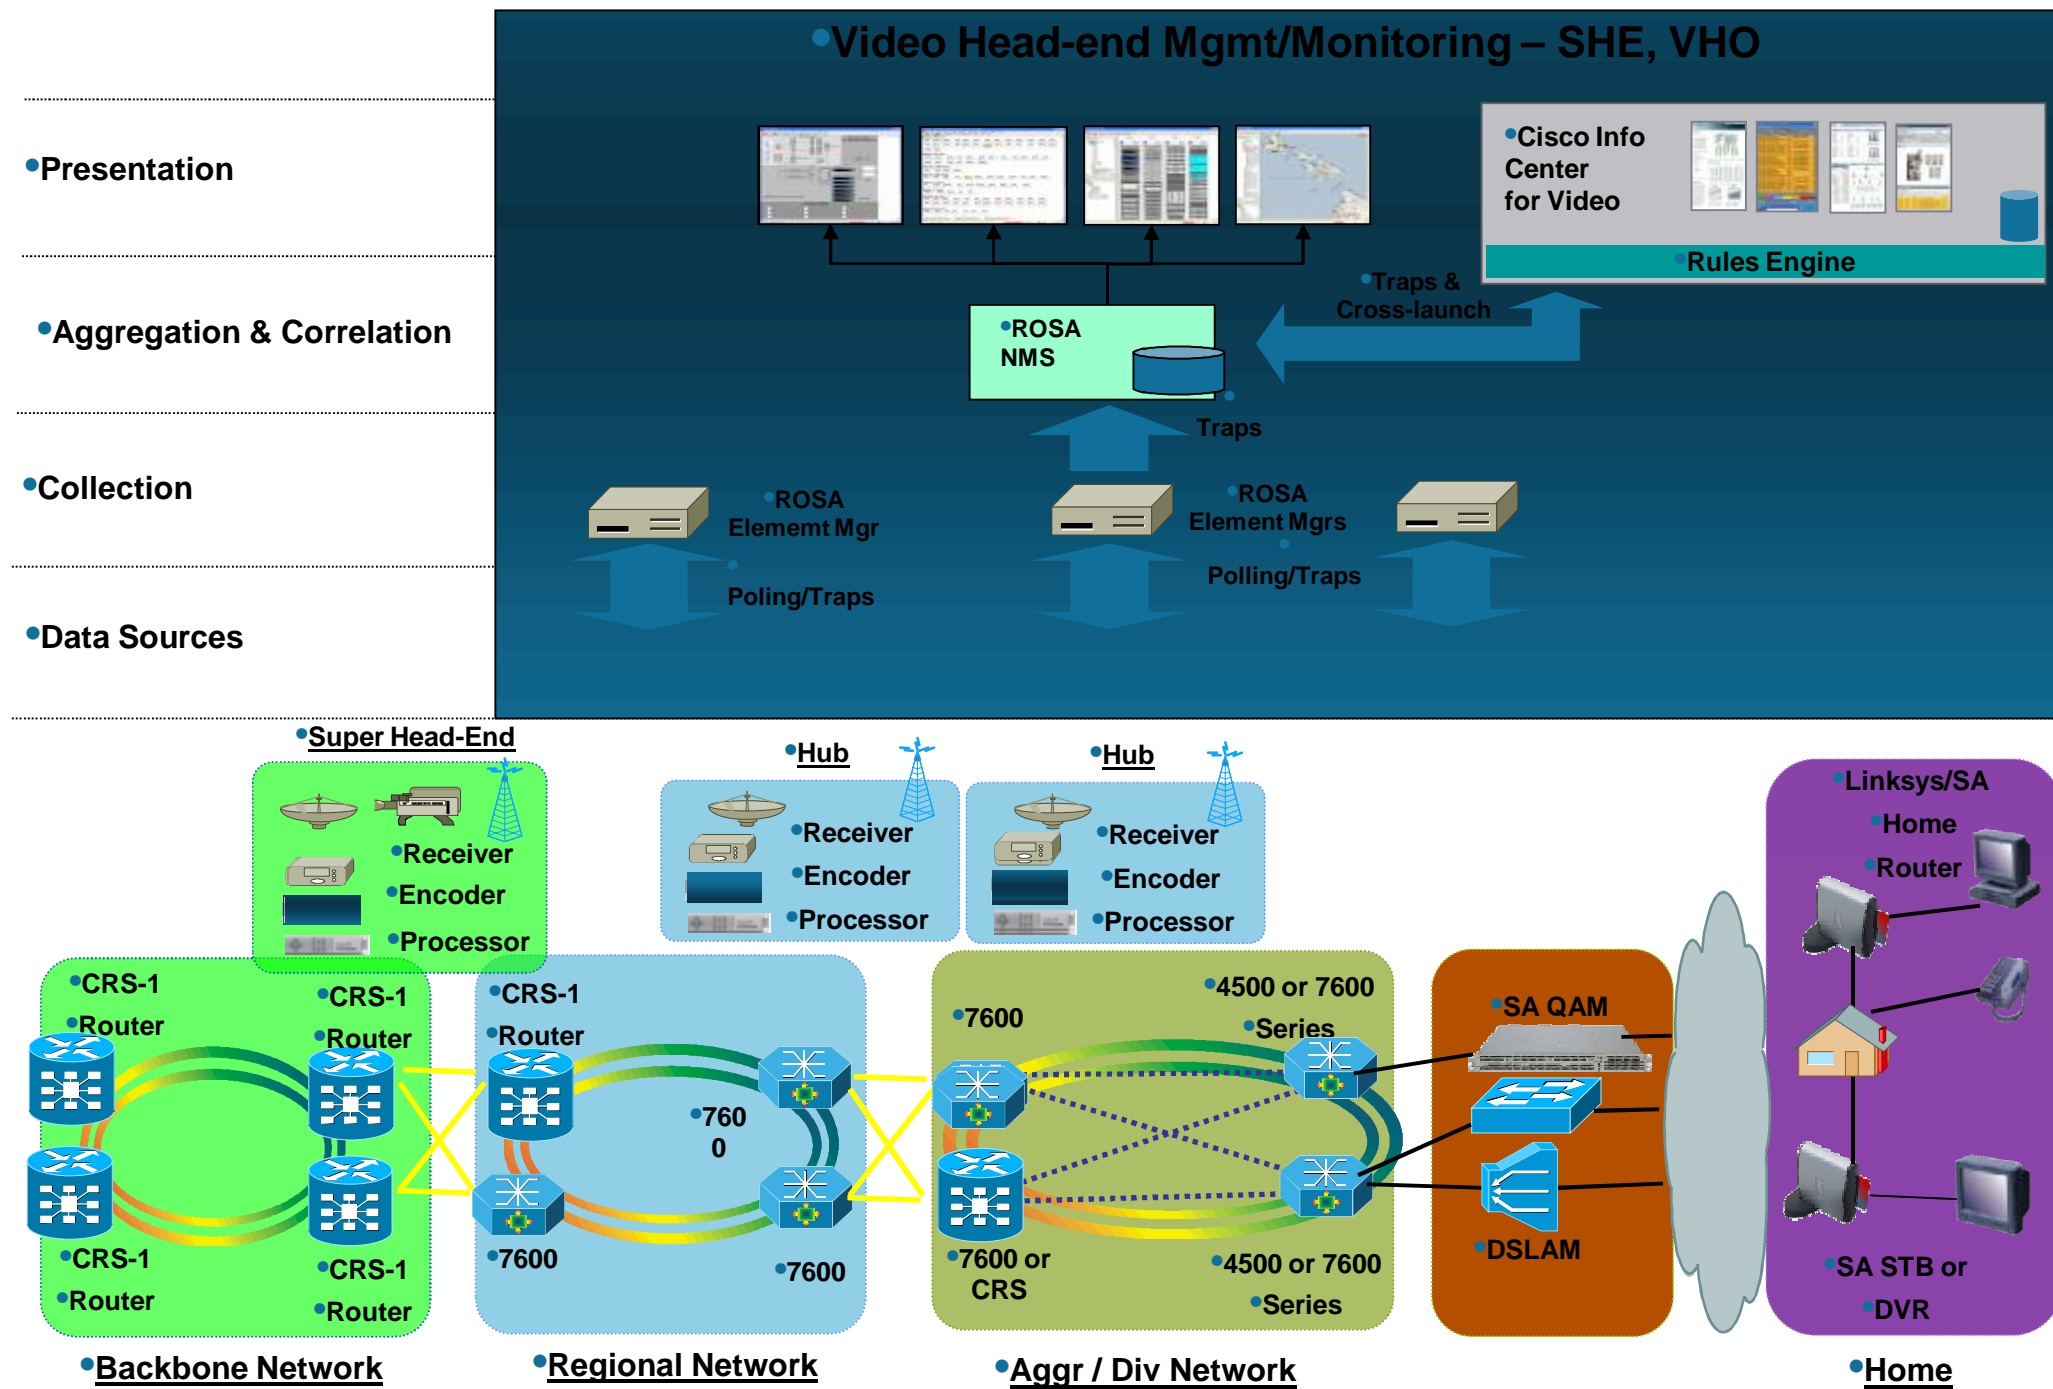 •Video Head-end Mgmt/Monitoring – SHE, VHO
•Presentation
•Cisco Info
Center
for Video
•Rules Engine
•Aggregation & Correlation
•Traps &
Cross-launch
•ROSA
NMS
•
Traps
•Collection
•ROSA
Elememt Mgr
•ROSA
Element Mgrs
•
Poling/Traps
•
Polling/Traps
•Data Sources
•Super Head-End
•Receiver
•Encoder
•Processor
•Hub
•Receiver
•Encoder
•Processor
•Hub
•Receiver
•Encoder
•Processor
•Linksys/SA
•Home
•Router
•CRS-1
•Router
•CRS-1
•Router
•CRS-1
•Router
•CRS-1
•Router
•CRS-1
•Router
•760
0
•7600
•7600
•7600
•4500 or 7600
•Series
•7600 or
CRS
•4500 or 7600
•Series
•SA QAM
•DSLAM
•SA STB or
•DVR
•Backbone Network
•Regional Network
•Aggr / Div Network
•Home